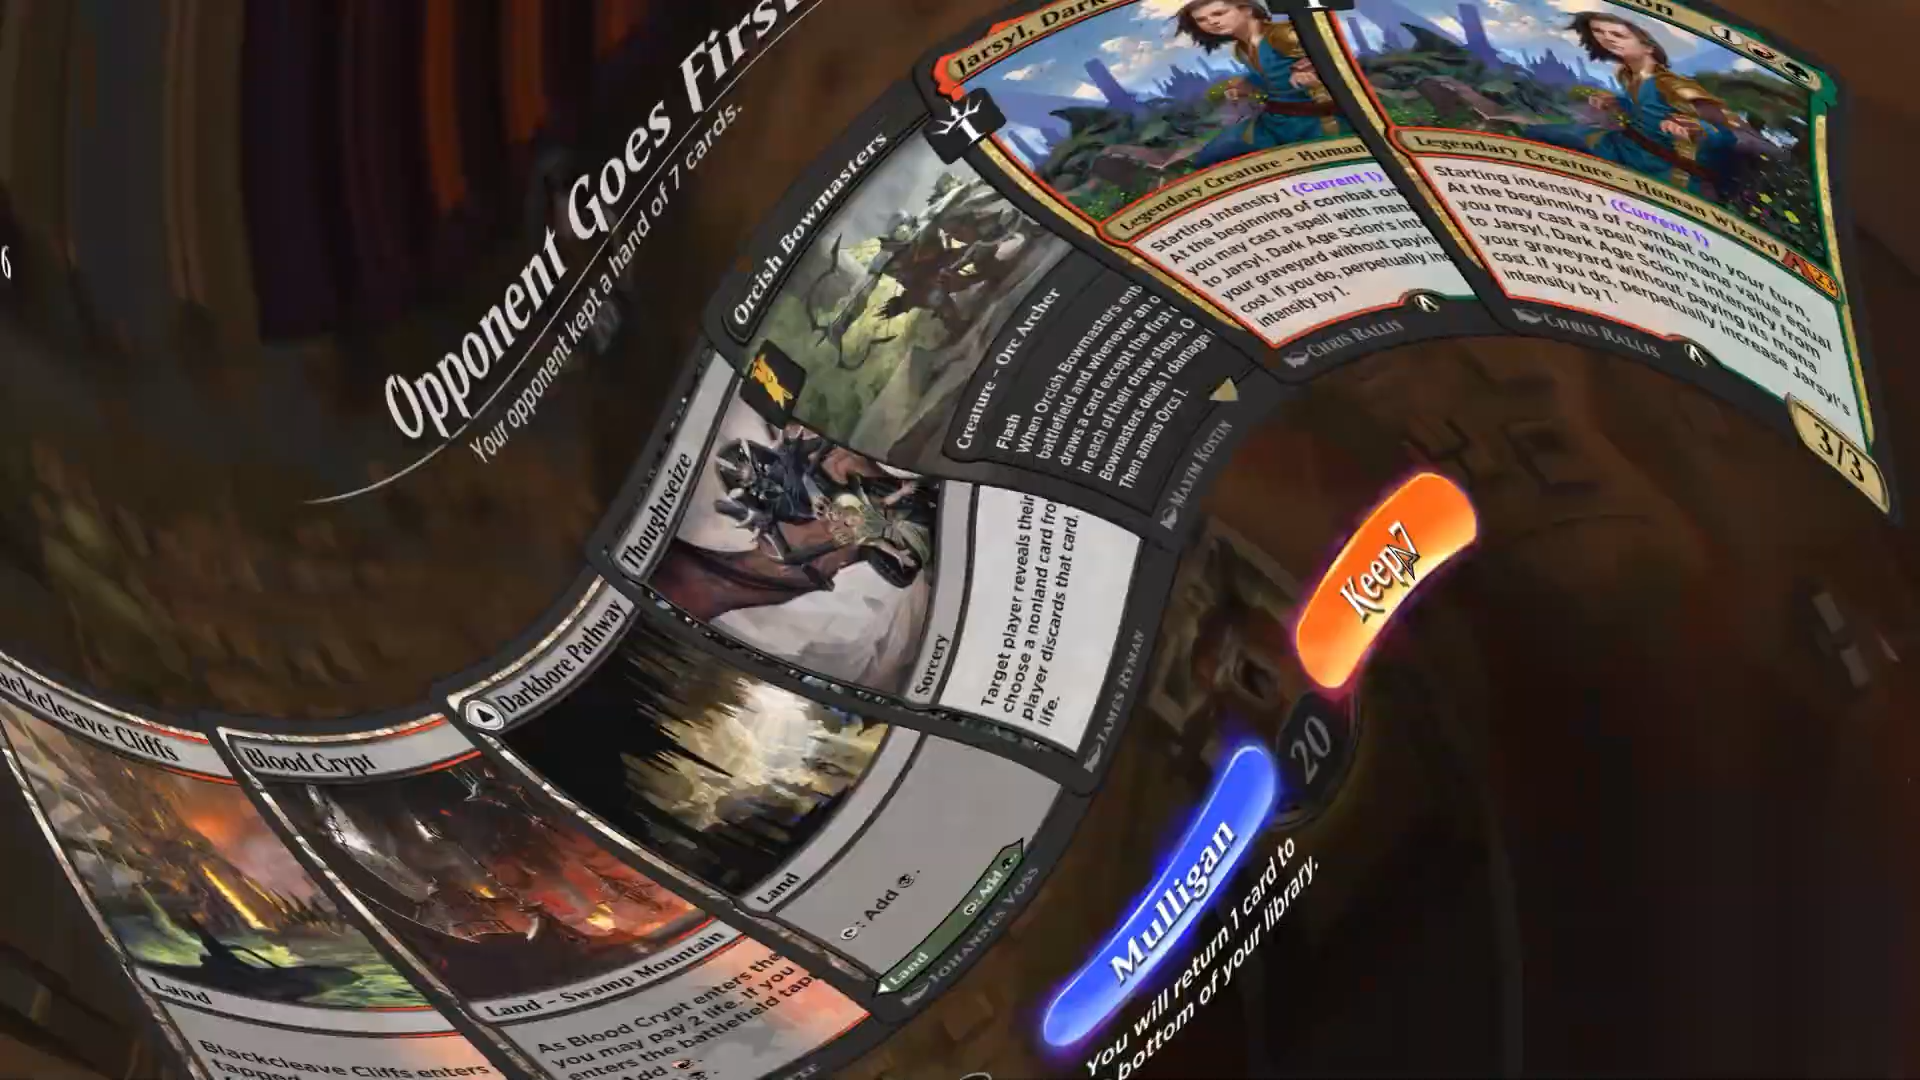 Opponent Goes First
Your opponent kept a hand of 7 cards.
6
Blackcleave Cliffs
Land
Blackcleave Cliffs enters
tapped
Blood Crypt
Land – Swamp Mountain
As Blood Crypt enters the
you may pay 2 life. If you
enters the battlefield tap
Add
Darkbore Pathway
Land
: Add .
Land
: Add .
JOHANNES VOSS
Thoughtseize
Sorcery
Target player reveals their
choose a nonland card fro
player discards that card.
life.
JAMES RYMAN
Orcish Bowmasters
Creature – Orc Archer
Flash
When Orcish Bowmasters ent
battlefield and whenever an o
draws a card except the first
in each of their draw steps, O
Bowmasters deals 1 damage
Then amass Orcs 1.
MAXIM KOSTIN
1
Jarsyl, Dark
Legendary Creature – Human
Starting intensity 1 (Current 1)
At the beginning of combat on
you may cast a spell with man
to Jarsyl, Dark Age Scion's int
your graveyard without payin
cost. If you do, perpetually inc
intensity by 1.
CHRIS RALLIS
1
1
Legendary Creature – Human Wizard
A23
Starting intensity 1 (Current 1)
At the beginning of combat on your turn,
you may cast a spell with mana value equal
to Jarsyl, Dark Age Scion's intensity from
your graveyard without paying its mana
cost. If you do, perpetually increase Jarsyl's
intensity by 1.
CHRIS RALLIS
3/3
Keep 7
20
Mulligan
You will return 1 card to
bottom of your library.